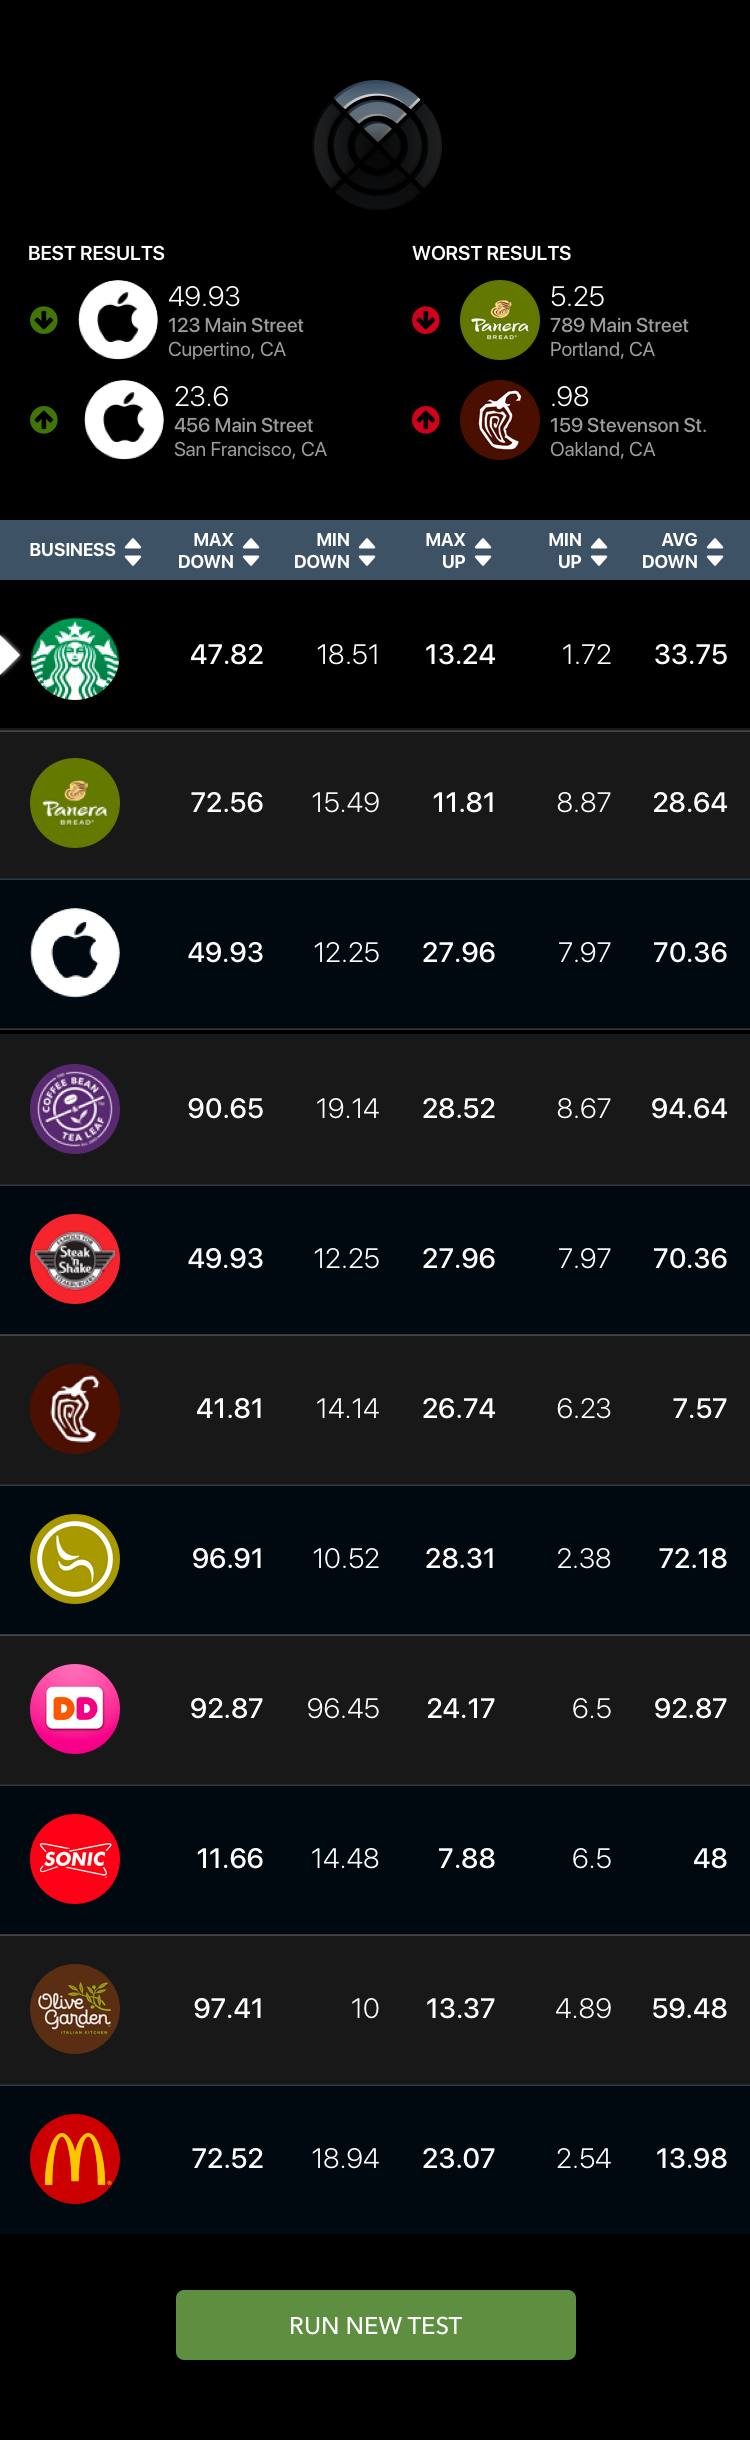 BEST RESULTS
49.93
123 Main Street
Cupertino, CA
23.6
456 Main Street
San Francisco, CA
WORST RESULTS
Panera
BREAD
5.25
789 Main Street
Portland, CA
.98
159 Stevenson St.
Oakland, CA
BUSINESS MAX DOWN MIN DOWN MAX UP MIN UP AVG DOWN
47.82 18.51 13.24 1.72 33.75
Panera
BREAD
72.56 15.49 11.81 8.87 28.64
49.93 12.25 27.96 7.97 70.36
COFFEE BEAN
TEA LEAF
90.65 19.14 28.52 8.67 94.64
FAMOUS FOR
Steak
'n
Shake
STEAKBURGERS
49.93 12.25 27.96 7.97 70.36
41.81 14.14 26.74 6.23 7.57
96.91 10.52 28.31 2.38 72.18
DD
92.87 96.45 24.17 6.5 92.87
SONIC
11.66 14.48 7.88 6.5 48
Olive
Garden
ITALIAN KITCHEN
97.41 10 13.37 4.89 59.48
72.52 18.94 23.07 2.54 13.98
RUN NEW TEST